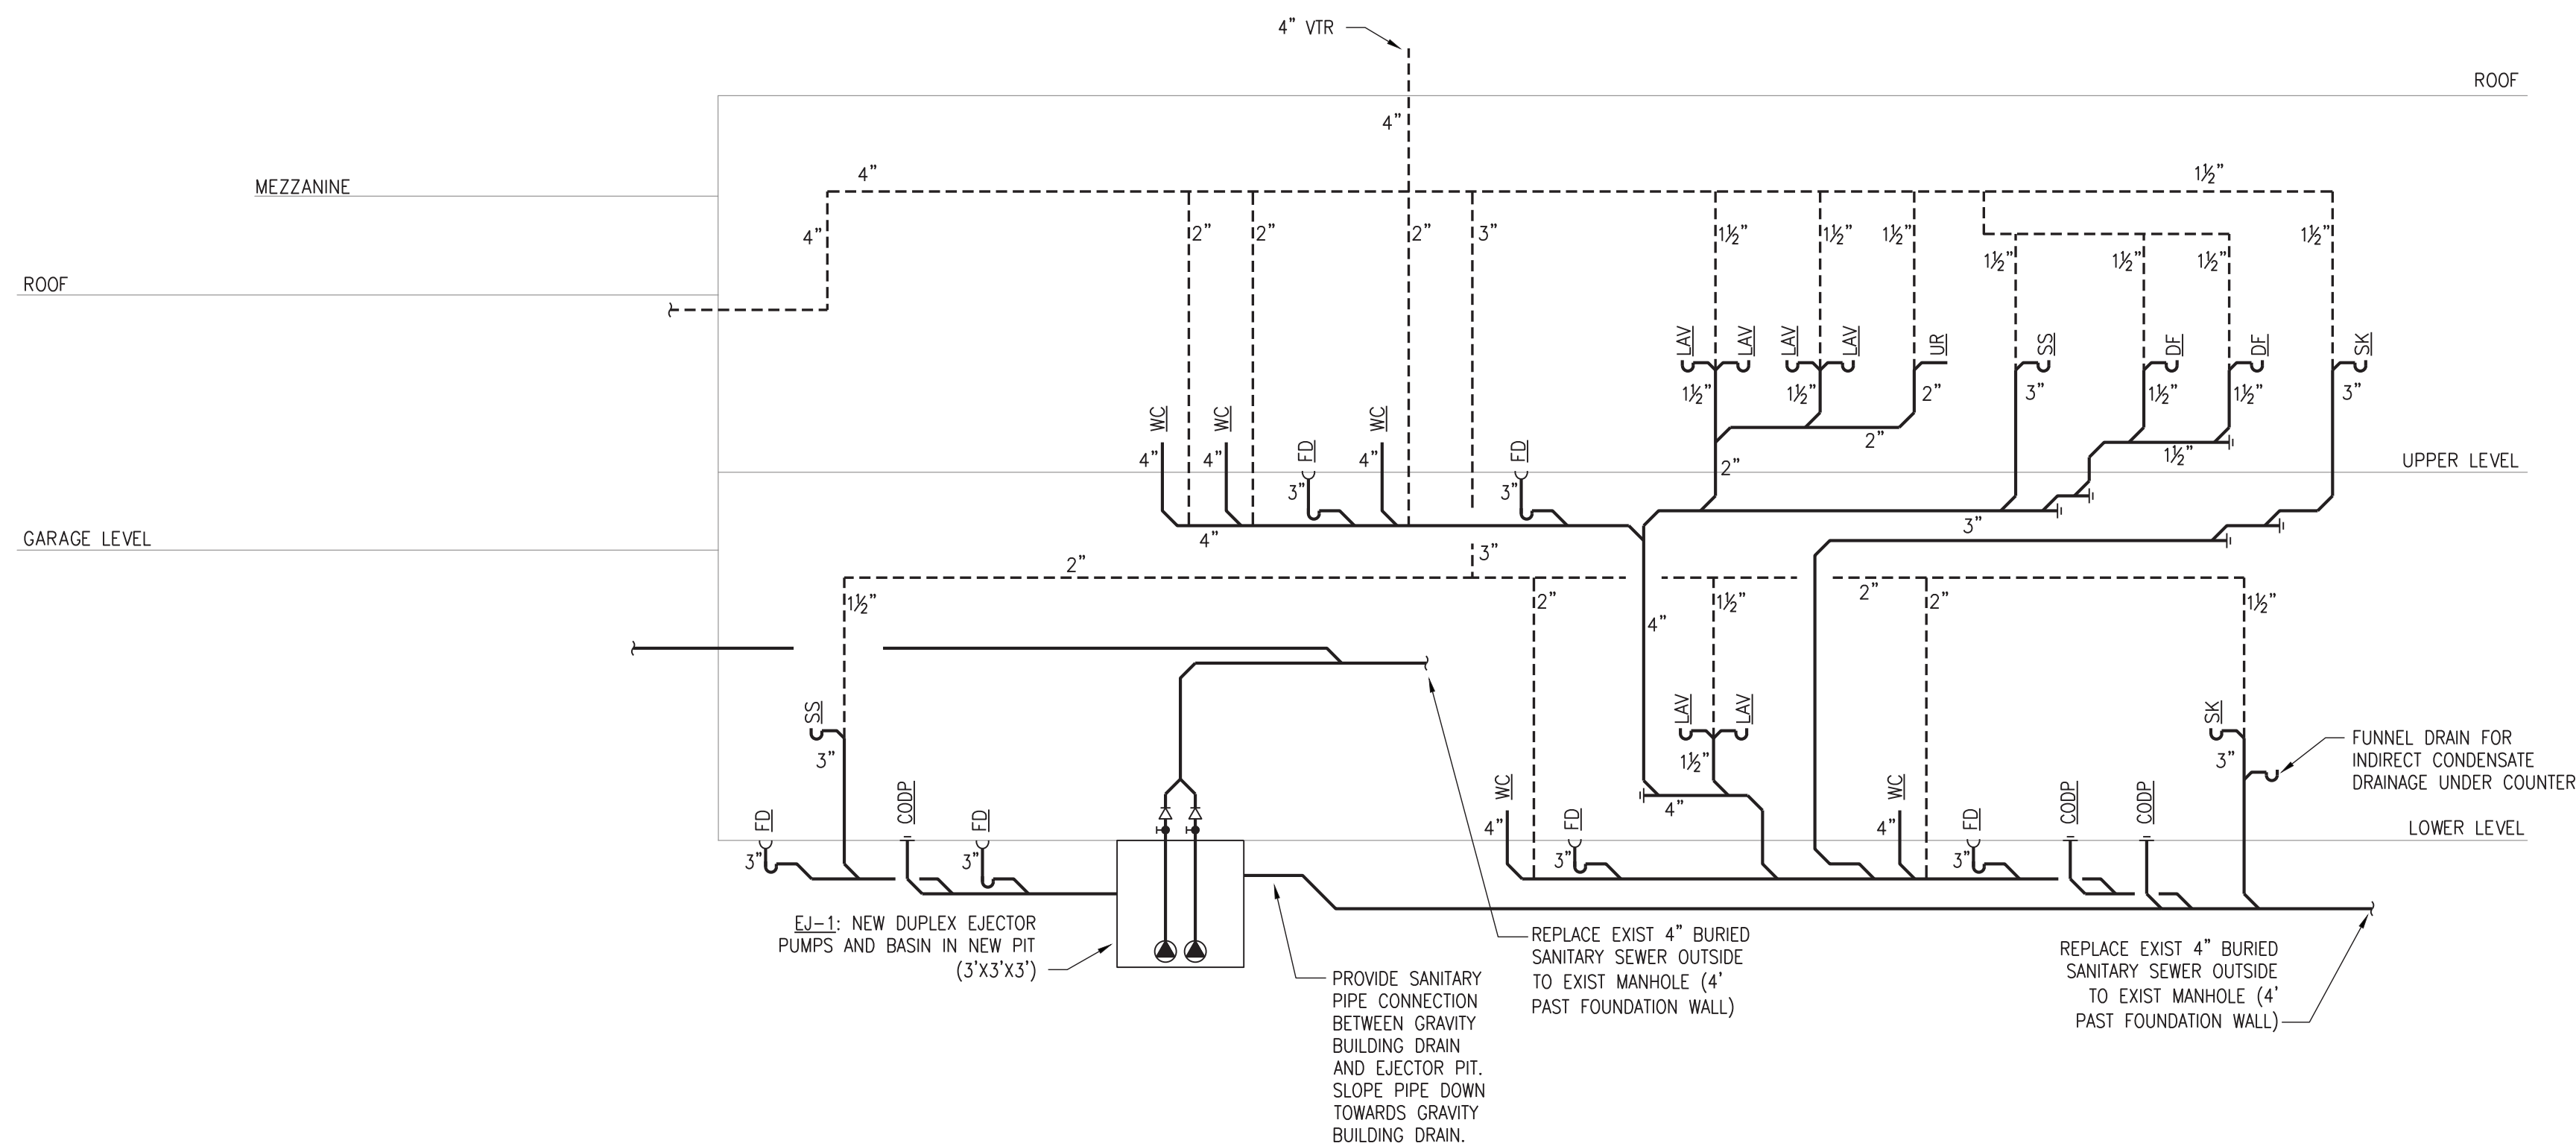 4" VTR
ROOF
4"
MEZZANINE
4"
1½"
4"
2"
2"
2"
3"
1½"
1½"
1½"
1½"
1½"
1½"
1½"
ROOF
LAV
LAV
LAV
LAV
UR
SS
DF
DF
SK
1½"
1½"
2"
3"
1½"
1½"
3"
WC
WC
FD
WC
FD
2"
4"
4"
4"
1½"
2"
UPPER LEVEL
3"
3"
GARAGE LEVEL
4"
3"
3"
2"
1½"
2"
1½"
2"
2"
1½"
4"
SS
LAV
LAV
SK
3"
1½"
3"
FUNNEL DRAIN FOR
INDIRECT CONDENSATE
DRAINAGE UNDER COUNTER
FD
CODP
FD
WC
FD
4"
WC
FD
CODP
CODP
4"
4"
LOWER LEVEL
3"
3"
3"
3"
EJ-1: NEW DUPLEX EJECTOR
PUMPS AND BASIN IN NEW PIT
(3'X3'X3')
PROVIDE SANITARY
PIPE CONNECTION
BETWEEN GRAVITY
BUILDING DRAIN
AND EJECTOR PIT.
SLOPE PIPE DOWN
TOWARDS GRAVITY
BUILDING DRAIN.
REPLACE EXIST 4" BURIED
SANITARY SEWER OUTSIDE
TO EXIST MANHOLE (4'
PAST FOUNDATION WALL)
REPLACE EXIST 4" BURIED
SANITARY SEWER OUTSIDE
TO EXIST MANHOLE (4'
PAST FOUNDATION WALL)